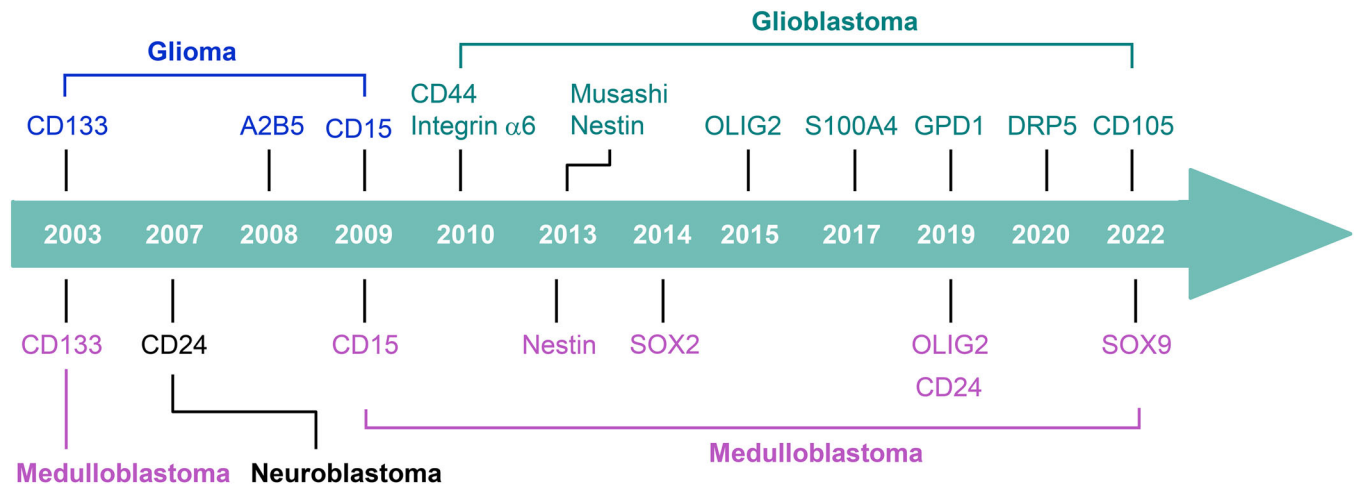 Glioblastoma
Glioma
CD44
Integrin α6
Musashi
Nestin
CD133
A2B5
CD15
OLIG2
S100A4
GPD1
DRP5
CD105
2003
2007
2008
2009
2010
2013
2014
2015
2017
2019
2020
2022
CD133
CD24
CD15
Nestin
SOX2
OLIG2
CD24
SOX9
Medulloblastoma
Medulloblastoma
Neuroblastoma